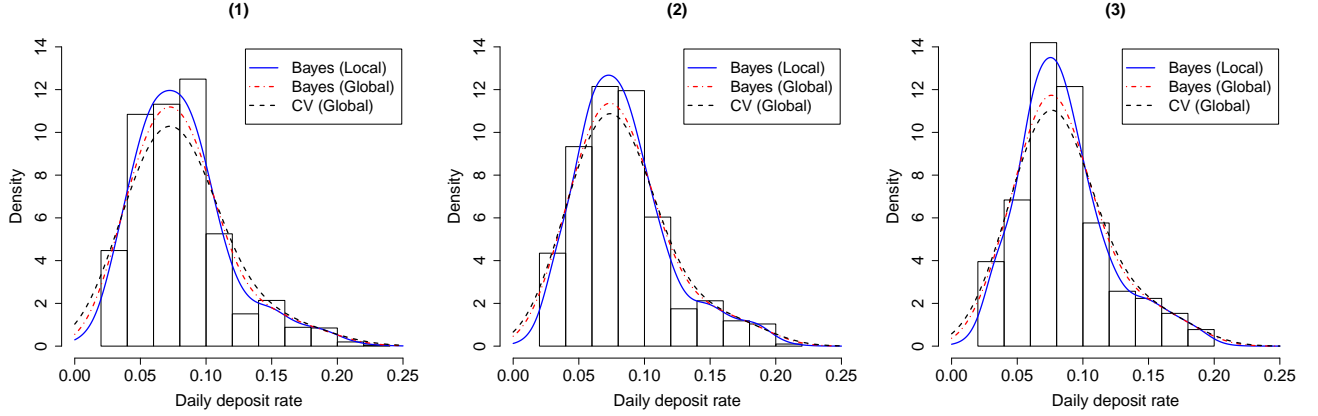 (1)
14
12
10
8
6
4
2
0
Density
Bayes (Local)
Bayes (Global)
CV (Global)
0.00 0.05 0.10 0.15 0.20 0.25
Daily deposit rate
(2)
14
12
10
8
6
4
2
0
Density
Bayes (Local)
Bayes (Global)
CV (Global)
0.00 0.05 0.10 0.15 0.20 0.25
Daily deposit rate
(3)
14
12
10
8
6
4
2
0
Density
Bayes (Local)
Bayes (Global)
CV (Global)
0.00 0.05 0.10 0.15 0.20 0.25
Daily deposit rate